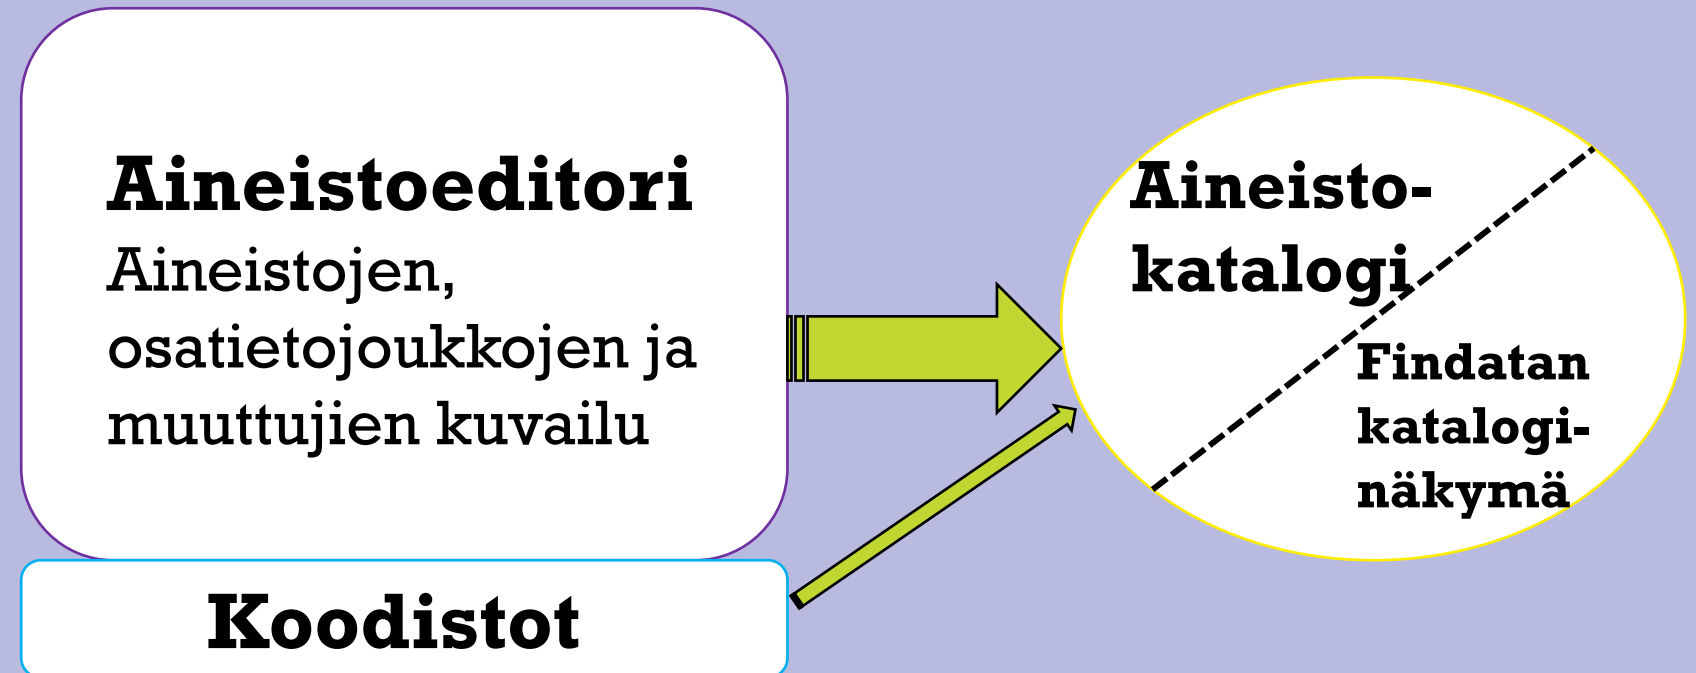 Aineistoeditori
Aineistojen,
osatietojoukkojen ja
muuttujien kuvailu
Koodistot
Aineisto-
katalogi
Findatan
katalogi-
näkymä